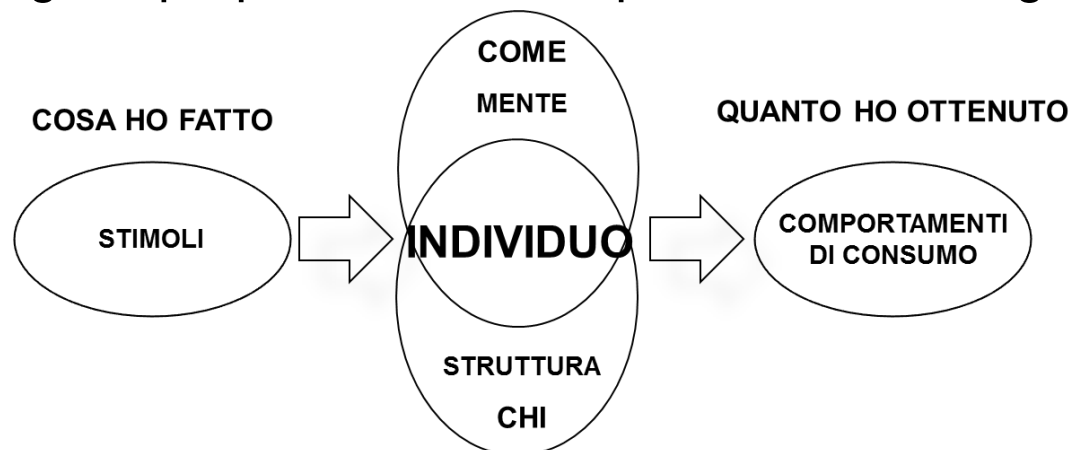 COME
MENTE
COSA HO FATTO
QUANTO HO OTTENUTO
STIMOLI
INDIVIDUO
COMPORTAMENTI
DI CONSUMO
STRUTTURA
CHI